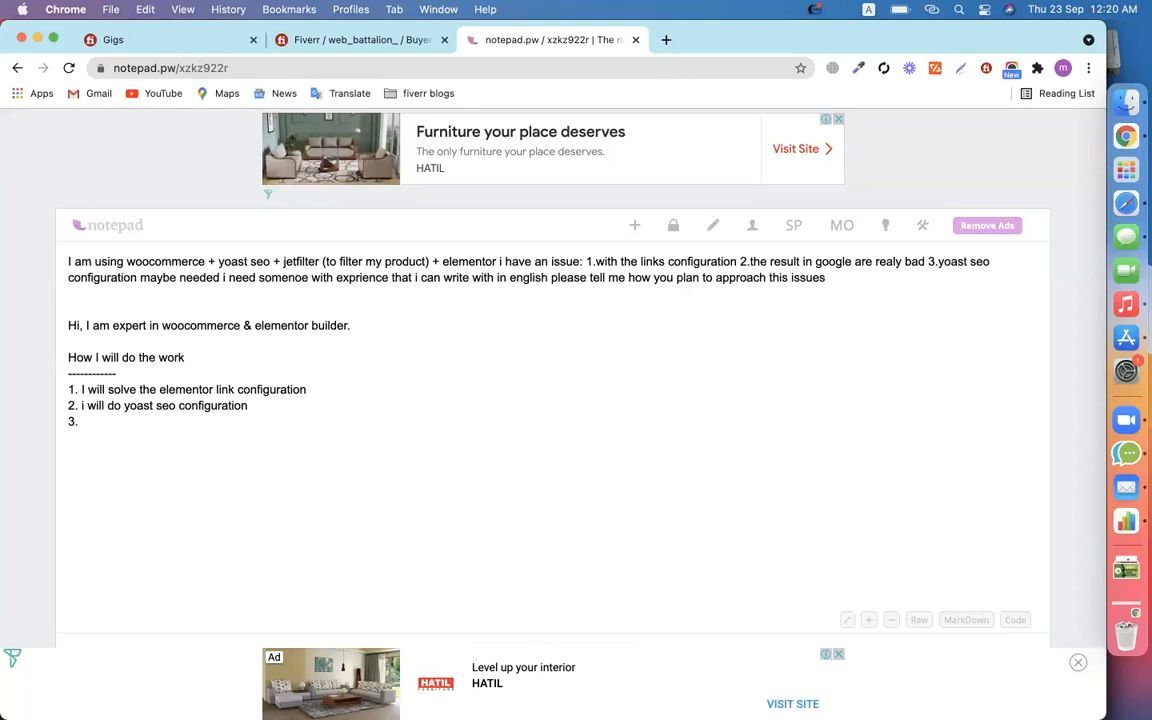 Chrome File Edit View History Bookmarks Profiles Tab Window Help A Thu 23 Sep 12:20 AM
Gigs Fiverr / web_battalion_ / Buyer notepad.pw / xzkz922r | The n
notepad.pw/xzkz922r New m
Apps Gmail YouTube Maps News Translate fiverr blogs Reading List
Furniture your place deserves
The only furniture your place deserves.
HATIL
Visit Site
notepad SP MO Remove Ads
I am using woocommerce + yoast seo + jetfilter (to filter my product) + elementor i have an issue: 1.with the links configuration 2.the result in google are realy bad 3.yoast seo
configuration maybe needed i need somenoe with exprience that i can write with in english please tell me how you plan to approach this issues
Hi, I am expert in woocommerce & elementor builder.
How I will do the work
------------
1. I will solve the elementor link configuration
2. i will do yoast seo configuration
3.
Raw MarkDown Code
Ad
Level up your interior
HATIL
HATIL
FURNITURE
VISIT SITE
1